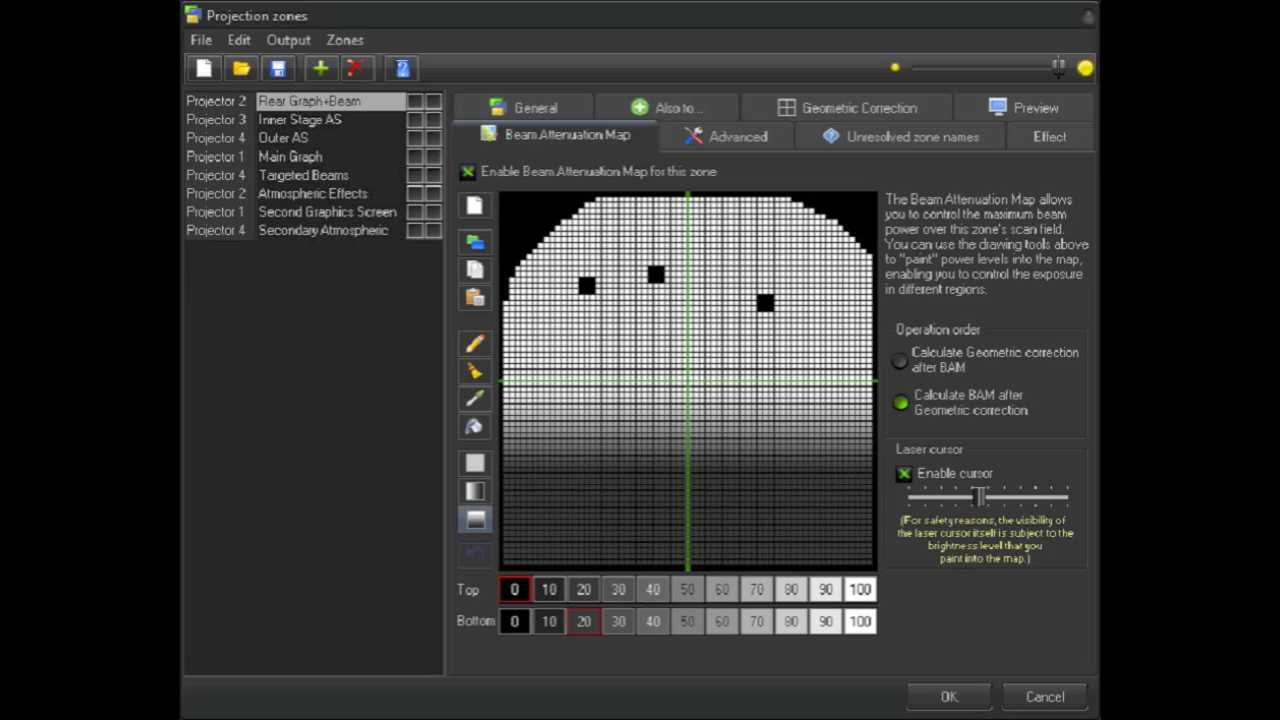 Projection zones
File Edit Output Zones
Projector 2 Rear Graph+Beam
Projector 3 Inner Stage AS
Projector 4 Outer AS
Projector 1 Main Graph
Projector 4 Targeted Beams
Projector 2 Atmospheric Effects
Projector 1 Second Graphics Screen
Projector 4 Secondary Atmospheric
General Also to... Geometric Correction Preview
Beam Attenuation Map Advanced Unresolved zone names Effect
Enable Beam Attenuation Map for this zone
The Beam Attenuation Map allows
you to control the maximum beam
power over this zone's scan field.
You can use the drawing tools above
to "paint" power levels into the map,
enabling you to control the exposure
in different regions.
Operation order
Calculate Geometric correction
after BAM
Calculate BAM after
Geometric correction
Laser cursor
Enable cursor
(For safety reasons, the visibility of
the laser cursor itself is subject to the
brightness level that you
paint into the map.)
Top 0 10 20 30 40 50 60 70 80 90 100
Bottom 0 10 20 30 40 50 60 70 80 90 100
OK Cancel